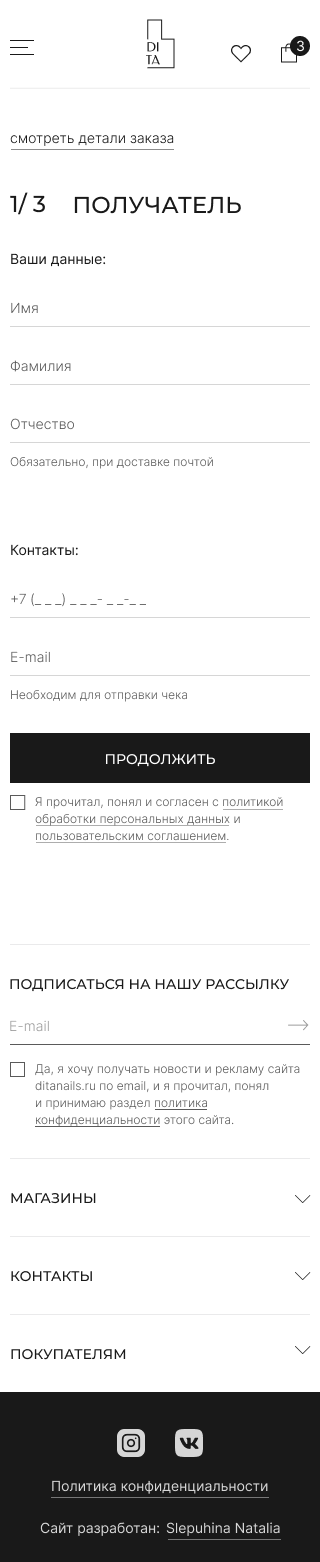 DI
TA
3
смотреть детали заказа
1/ 3 ПОЛУЧАТЕЛЬ
Ваши данные:
Имя
Фамилия
Отчество
Обязательно, при доставке почтой
Контакты:
+7 (_ _ _) _ _ _- _ _-_ _
E-mail
Необходим для отправки чека
ПРОДОЛЖИТЬ
Я прочитал, понял и согласен с политикой
обработки персональных данных и
пользовательским соглашением.
ПОДПИСАТЬСЯ НА НАШУ РАССЫЛКУ
E-mail
Да, я хочу получать новости и рекламу сайта
ditanails.ru по email, и я прочитал, понял
и принимаю раздел политика
конфиденциальности этого сайта.
МАГАЗИНЫ
КОНТАКТЫ
ПОКУПАТЕЛЯМ
Политика конфиденциальности
Сайт разработан: Slepuhina Natalia